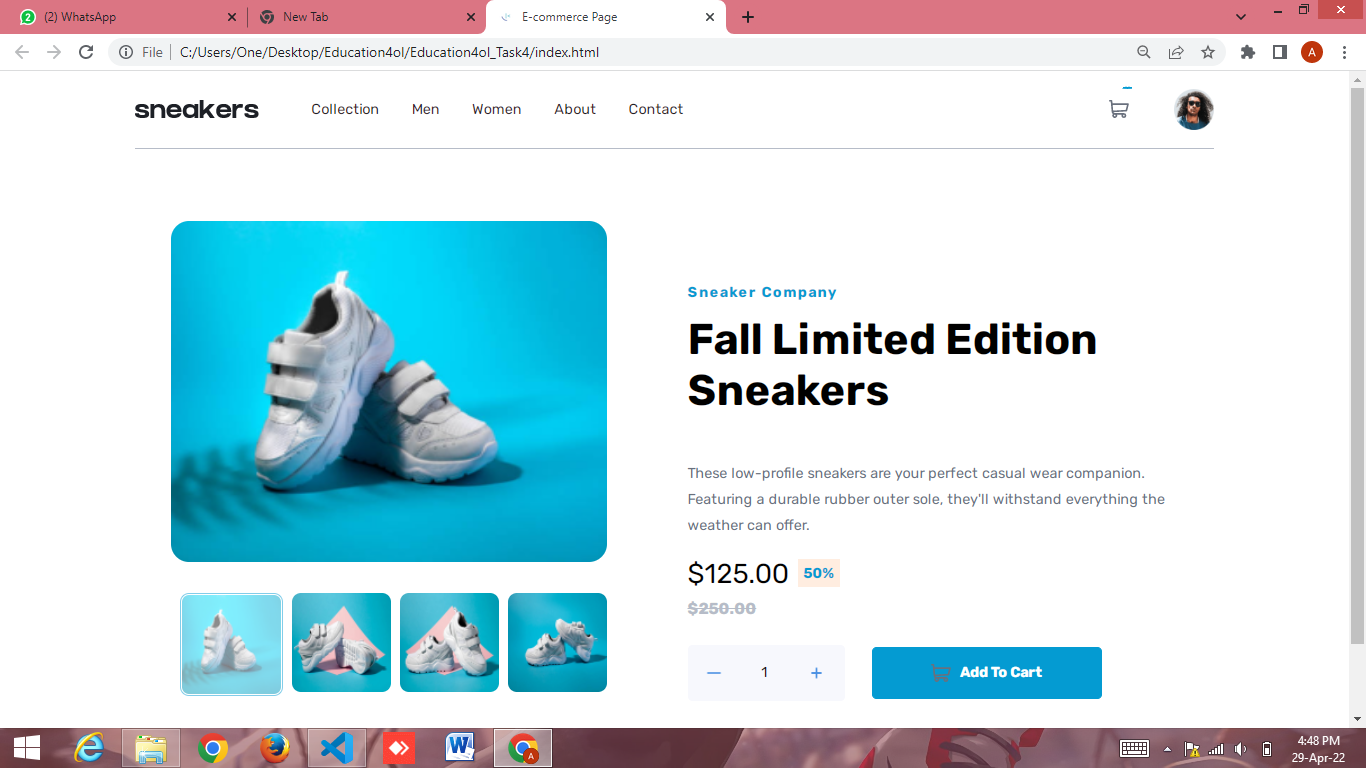 (2) WhatsApp
New Tab
E-commerce Page
File
C:/Users/One/Desktop/Education4ol/Education4ol_Task4/index.html
A
sneakers
Collection
Men
Women
About
Contact
Sneaker Company
Fall Limited Edition
Sneakers
These low-profile sneakers are your perfect casual wear companion.
Featuring a durable rubber outer sole, they'll withstand everything the
weather can offer.
$125.00 50%
$250.00
1
Add To Cart
4:48 PM
29-Apr-22